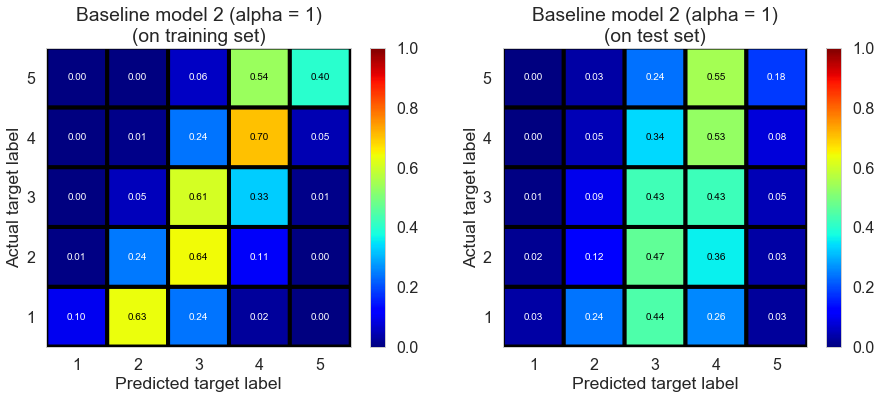 Baseline model 2 (alpha = 1)
(on training set)
Actual target label
5 0.00 0.00 0.06 0.54 0.40
4 0.00 0.01 0.24 0.70 0.05
3 0.00 0.05 0.61 0.33 0.01
2 0.01 0.24 0.64 0.11 0.00
1 0.10 0.63 0.24 0.02 0.00
1 2 3 4 5
Predicted target label
1.0
0.8
0.6
0.4
0.2
0.0
Baseline model 2 (alpha = 1)
(on test set)
Actual target label
5 0.00 0.03 0.24 0.55 0.18
4 0.00 0.05 0.34 0.53 0.08
3 0.01 0.09 0.43 0.43 0.05
2 0.02 0.12 0.47 0.36 0.03
1 0.03 0.24 0.44 0.26 0.03
1 2 3 4 5
Predicted target label
1.0
0.8
0.6
0.4
0.2
0.0